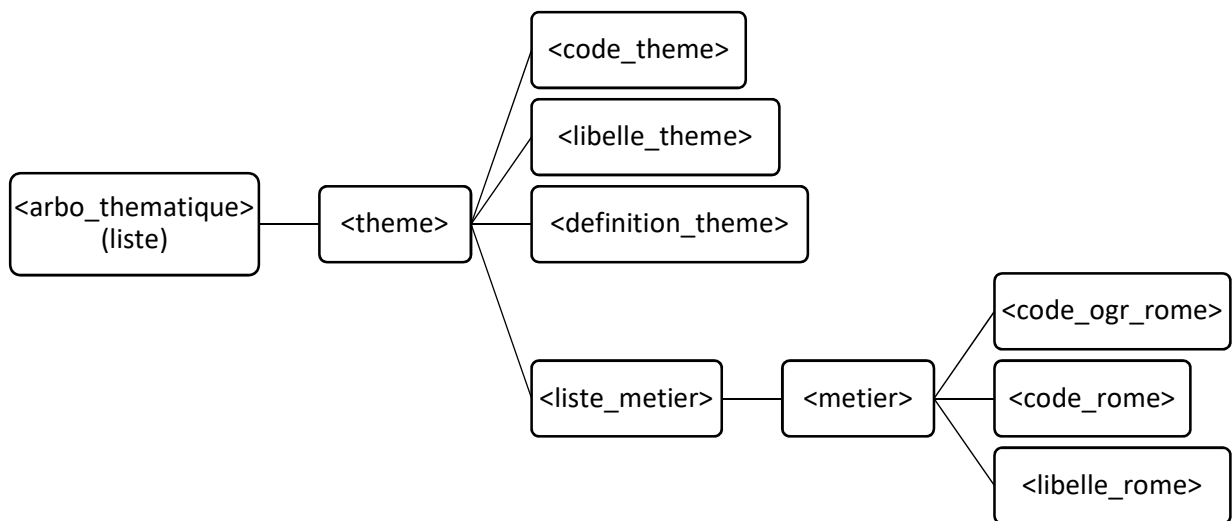 <code_theme>
<libelle_theme>
<arbo_thematique>
(liste)
<theme>
<definition_theme>
<code_ogr_rome>
<liste_metier>
<metier>
<code_rome>
<libelle_rome>